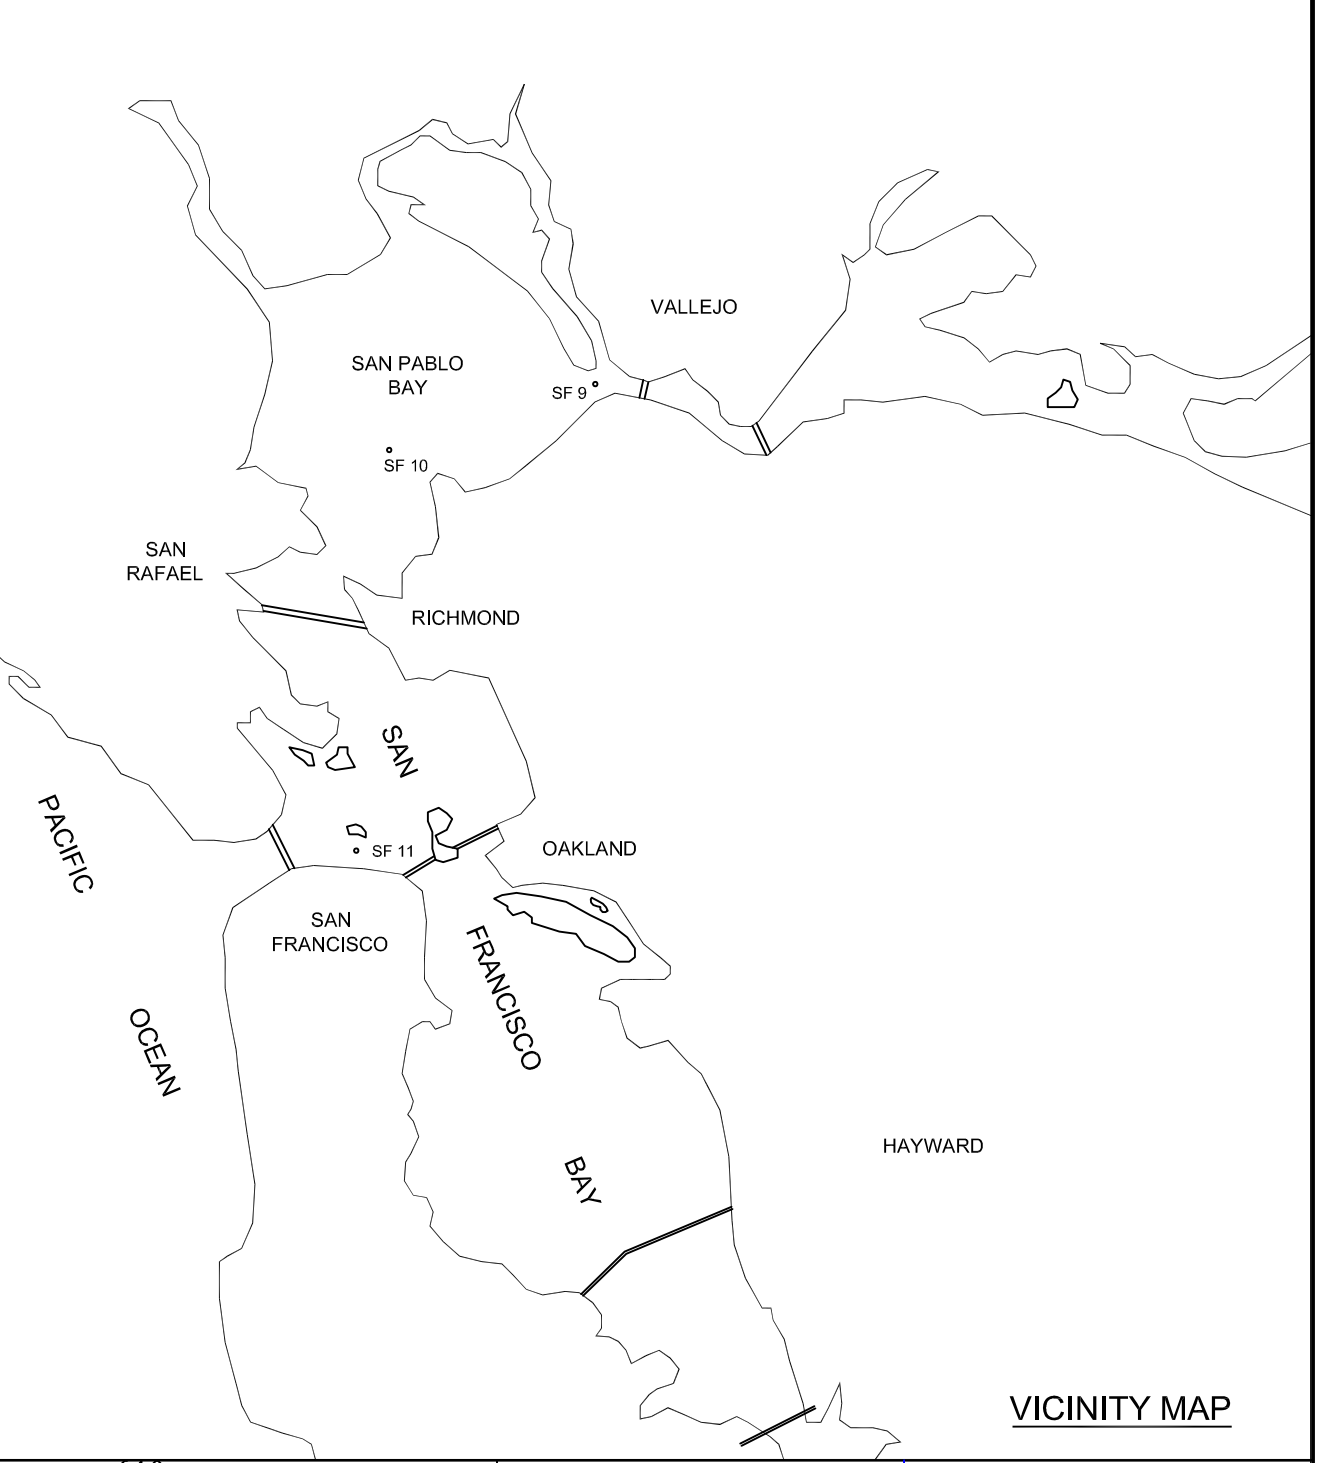 VALLEJO
SAN PABLO
BAY
SF 9
SF 10
SAN
RAFAEL
RICHMOND
SAN
PACIFIC
SF 11
OAKLAND
SAN
FRANCISCO
FRANCISCO
OCEAN
HAYWARD
BAY
VICINITY MAP